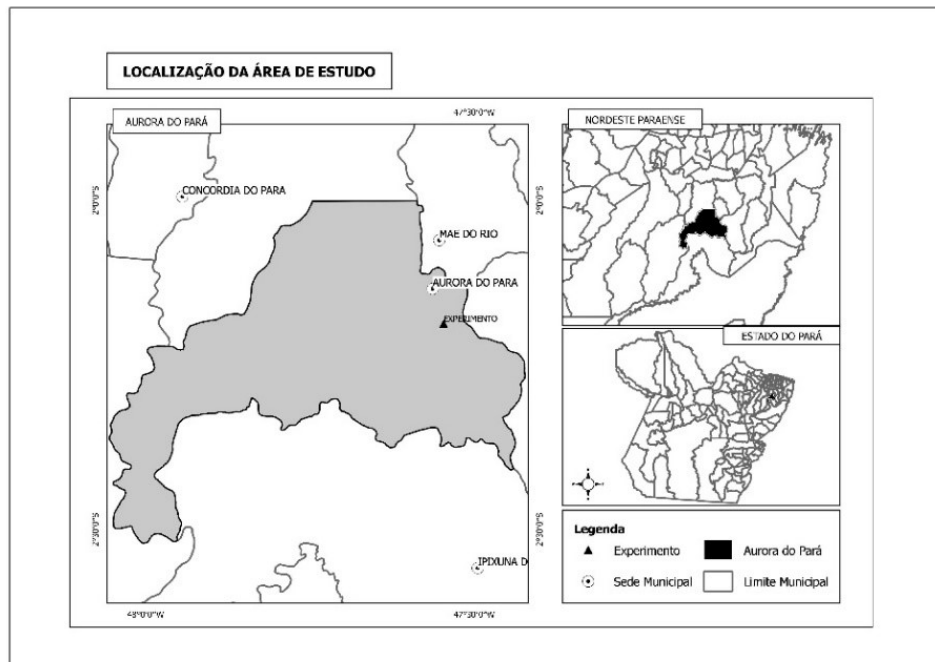 LOCALIZAÇÃO DA ÁREA DE ESTUDO
AURORA DO PARÁ
47°30'0"W
NORDESTE PARAENSE
CONCORDIA DO PARA
2°0'0"S
2°0'0"S
MAE DO RIO
AURORA DO PARA
EXPERIMENTO
ESTADO DO PARÁ
2°30'0"S
2°30'0"S
IPIXUNA D
Legenda
Experimento
Aurora do Pará
Sede Municipal
Limite Municipal
48°0'0"W
47°30'0"W